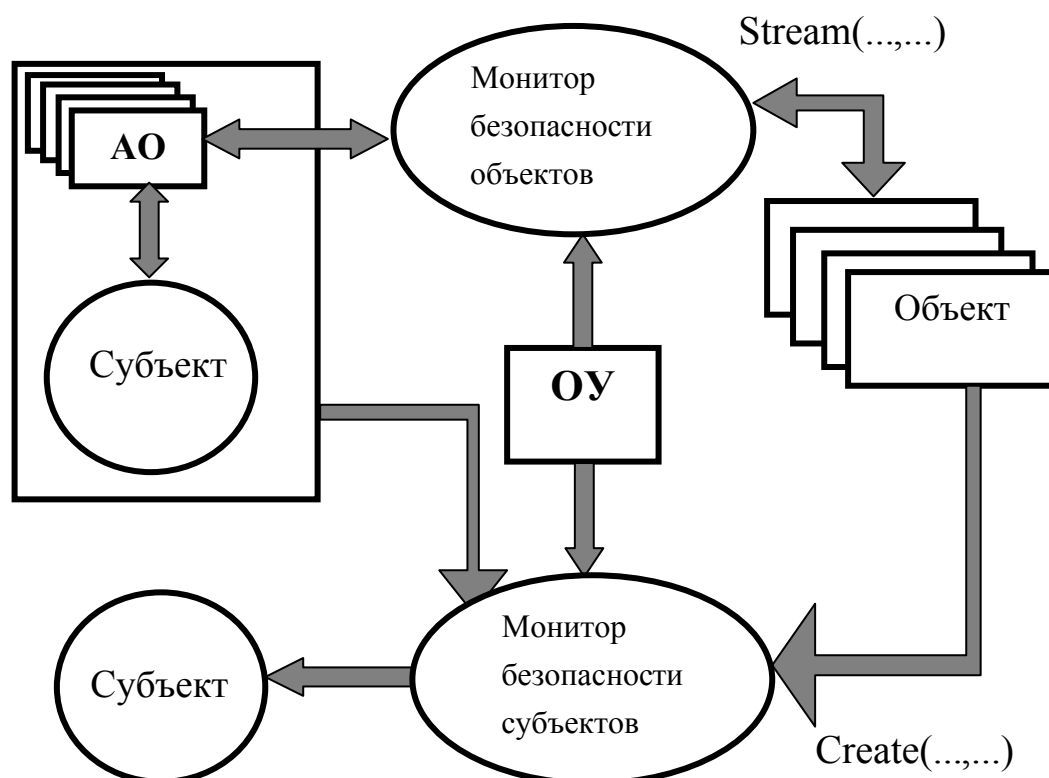 Stream(...,...)
Монитор
безопасности
объектов
АО
Объект
Субъект
ОУ
Монитор
безопасности
субъектов
Субъект
Create(...,...)